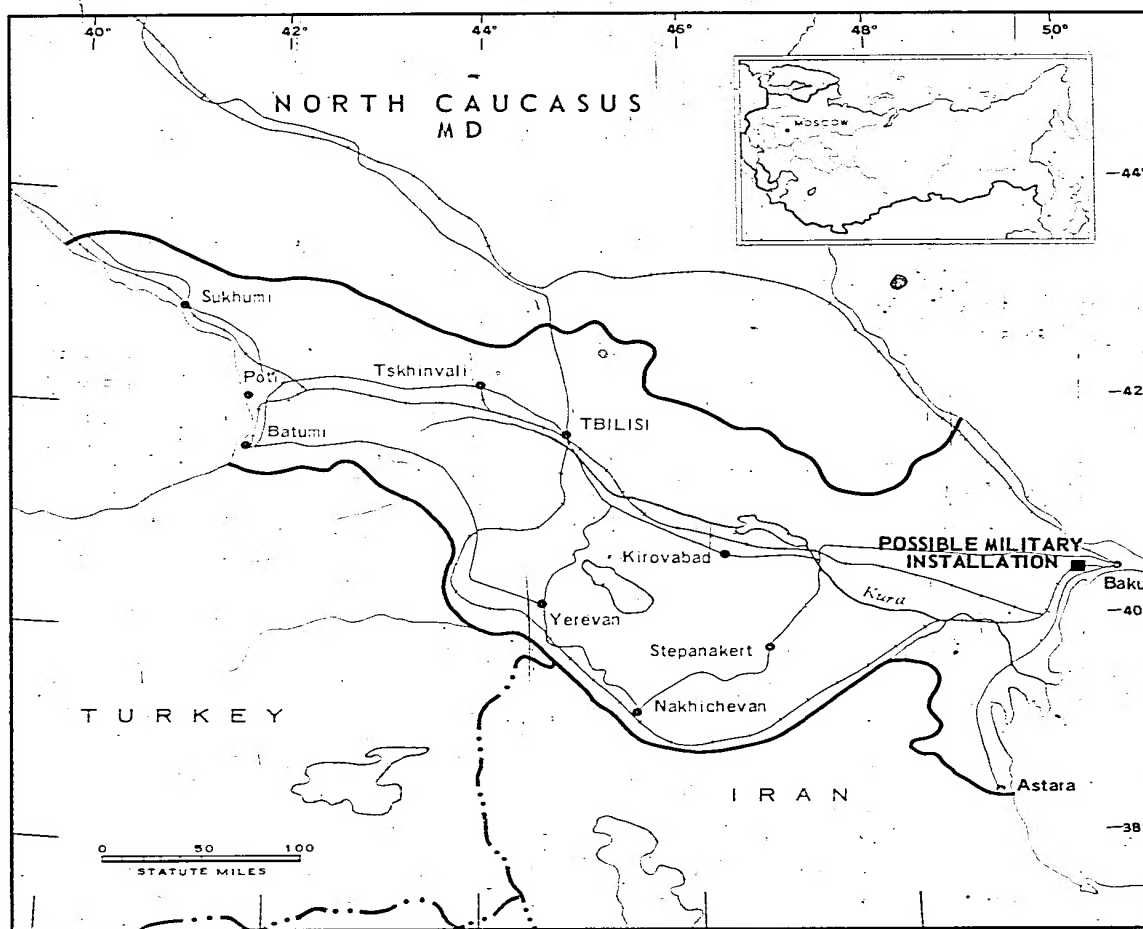 40°
42°
44°
46°
48°
50°
NORTH CAUCASUS
MD
MOSCOW
44°
Sukhumi
Poti
Tskhinvali
42°
Batumi
TBILISI
POSSIBLE MILITARY
INSTALLATION
Kirovabad
Baku
Kura
40
Yerevan
Stepanakert
Nakhichevan
TURKEY
IRAN
Astara
38
0 50 100
STATUTE MILES